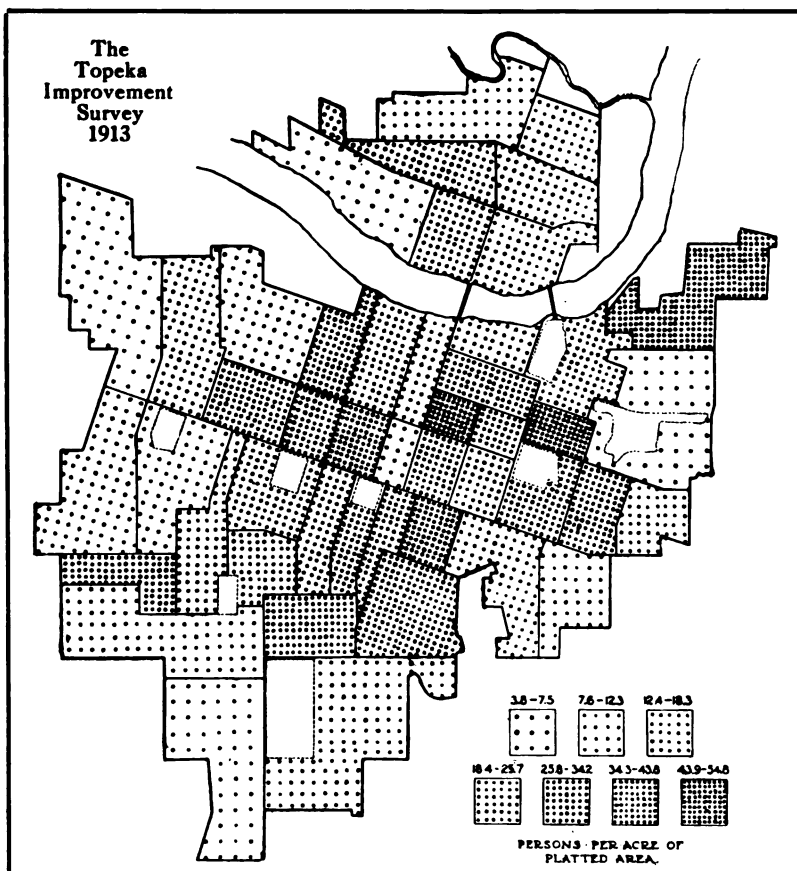 The
Topeka
Improvement
Survey
1913
3.8-7.5 7.6-12.3 12.4-18.3
18.4-25.7 25.8-34.2 34.3-43.8 43.9-54.8
PERSONS PER ACRE OF
PLATTED AREA.